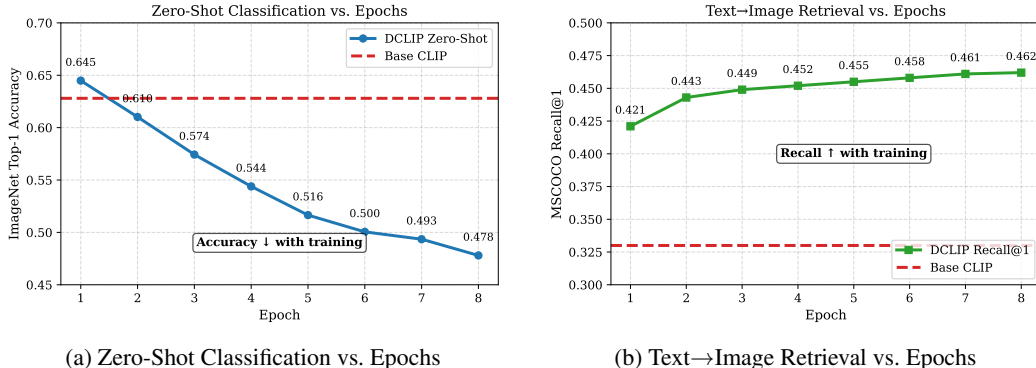 Zero-Shot Classification vs. Epochs
0.70
0.65
0.60
0.55
0.50
0.45
ImageNet Top-1 Accuracy
0.645
0.610
0.574
0.544
0.516
0.500
0.493
0.478
DCLIP Zero-Shot
Base CLIP
Accuracy ↓ with training
1 2 3 4 5 6 7 8
Epoch
(a) Zero-Shot Classification vs. Epochs
Text→Image Retrieval vs. Epochs
0.500
0.475
0.450
0.425
0.400
0.375
0.350
0.325
0.300
MSCOCO Recall@1
0.421
0.443
0.449
0.452
0.455
0.458
0.461
0.462
Recall ↑ with training
DCLIP Recall@1
Base CLIP
1 2 3 4 5 6 7 8
Epoch
(b) Text→Image Retrieval vs. Epochs